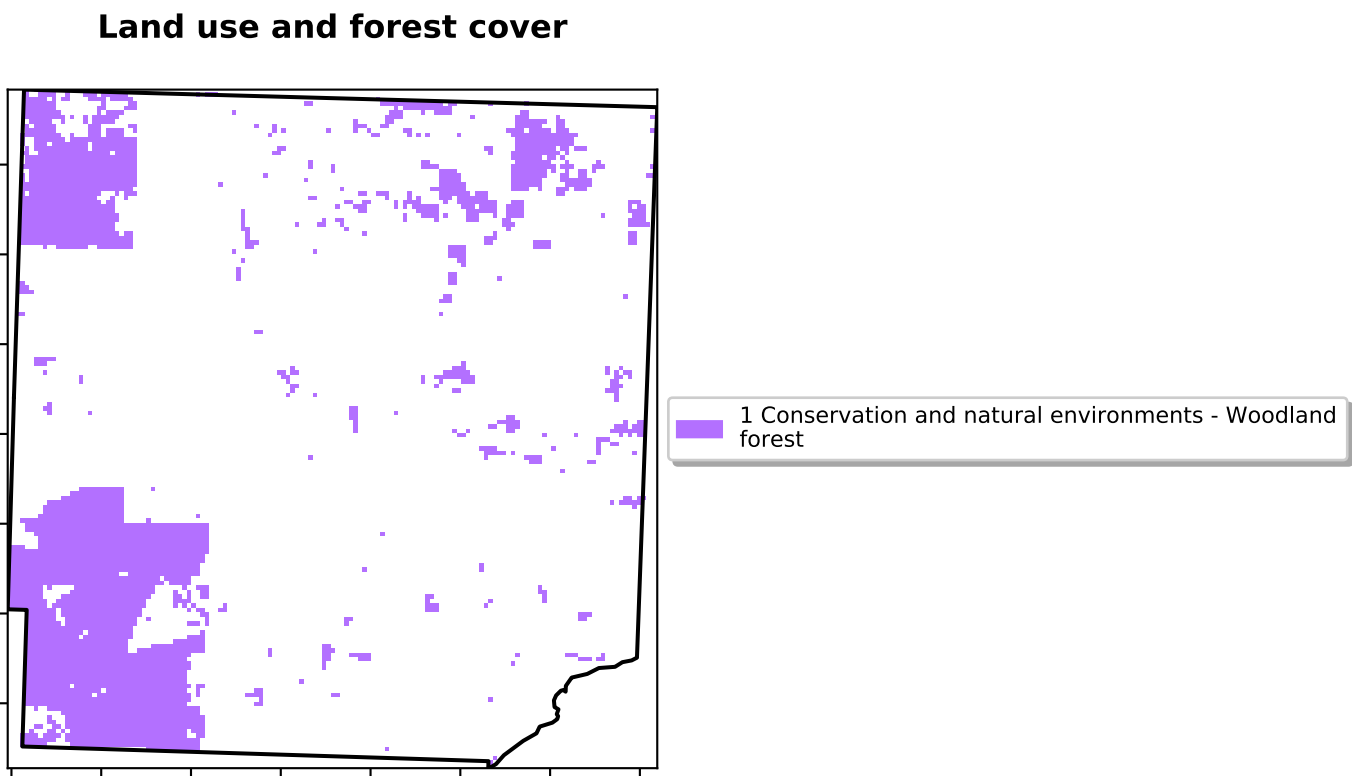 Land use and forest cover
1 Conservation and natural environments - Woodland
forest